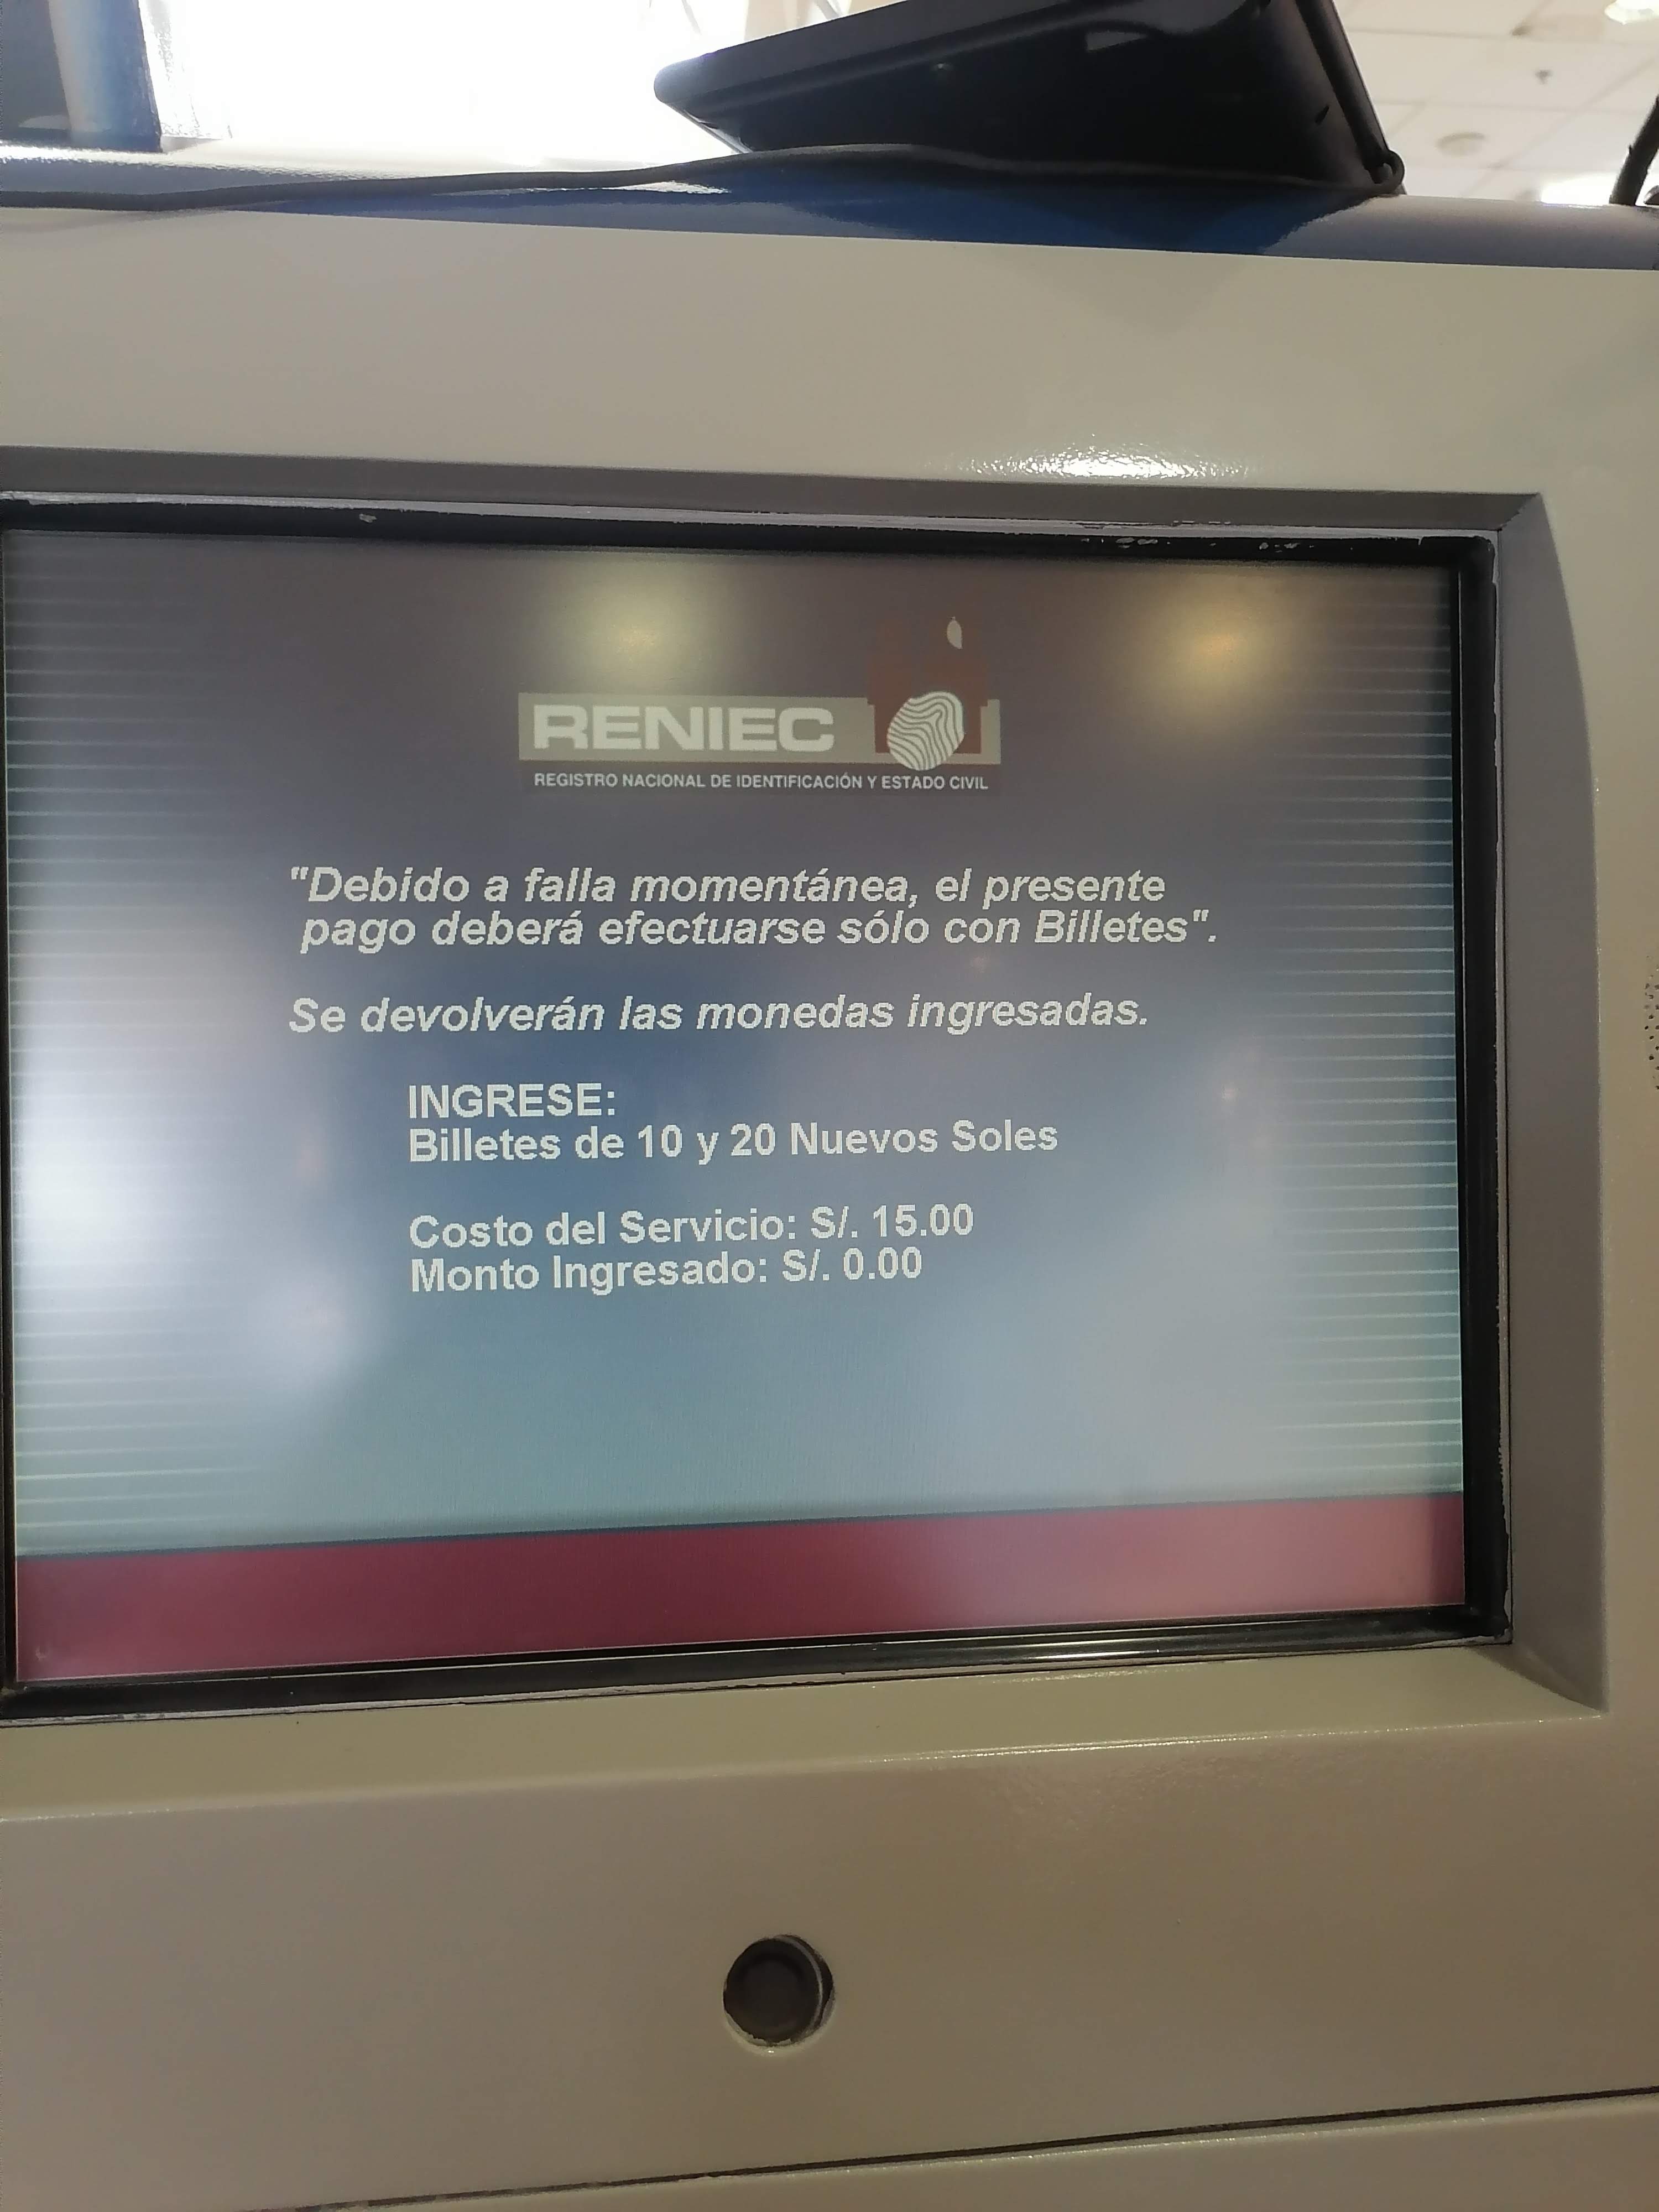 RENIEC
REGISTRO NACIONAL DE IDENTIFICACIÓN Y ESTADO CIVIL
"Debido a falla momentánea, el presente
pago deberá efectuarse sólo con Billetes".
Se devolverán las monedas ingresadas.
INGRESE:
Billetes de 10 y 20 Nuevos Soles
Costo del Servicio: S/. 15.00
Monto Ingresado: S/. 0.00